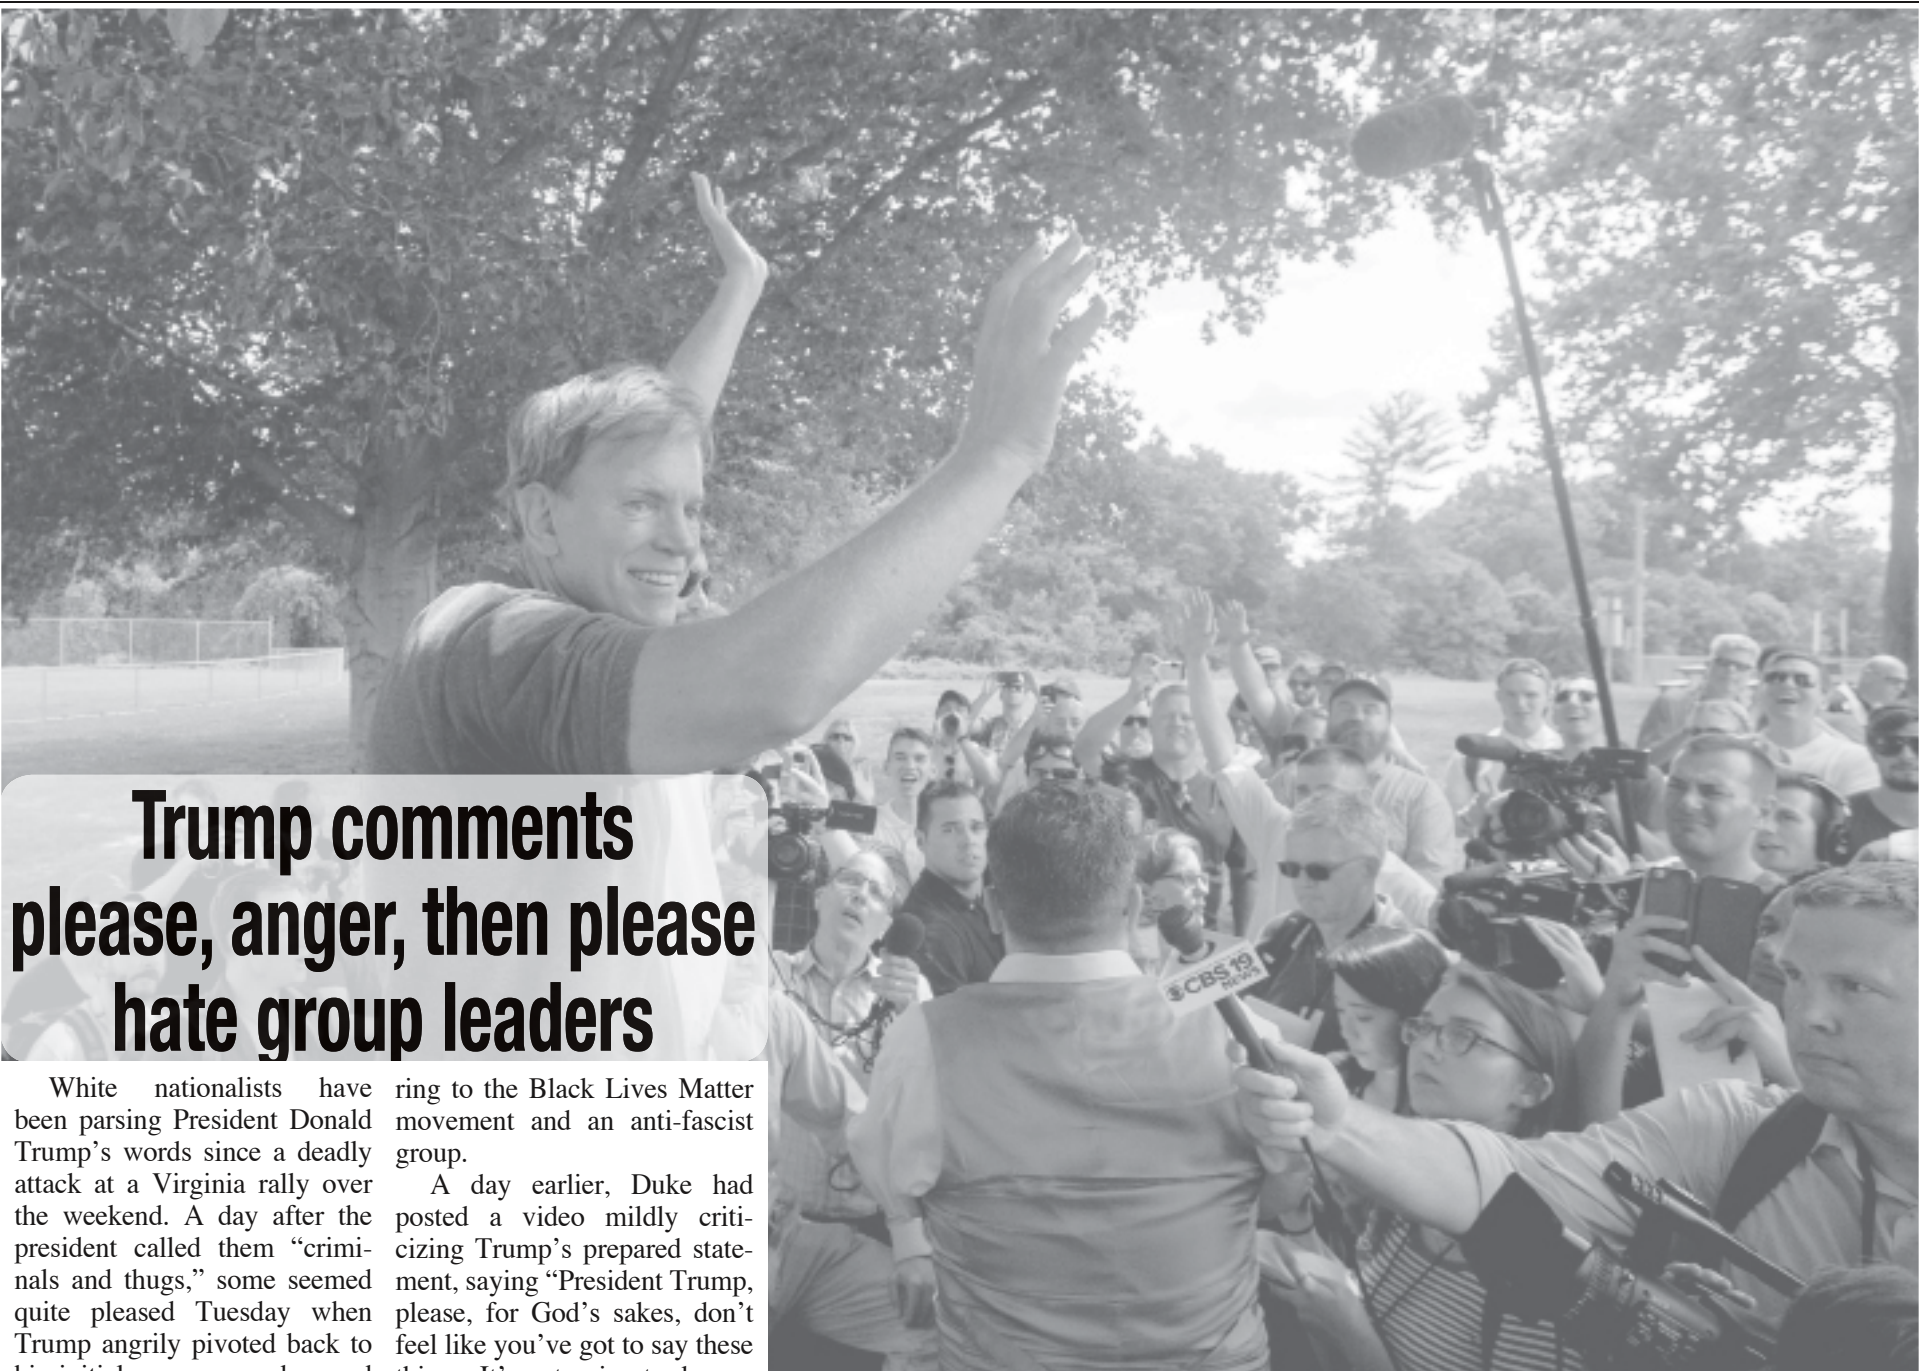 Trump comments
please, anger, then please
hate group leaders
White nationalists have
been parsing President Donald
Trump’s words since a deadly
attack at a Virginia rally over
the weekend. A day after the
president called them “crimi-
nals and thugs,” some seemed
quite pleased Tuesday when
Trump angrily pivoted back to
ring to the Black Lives Matter
movement and an anti-fascist
group.
A day earlier, Duke had
posted a video mildly criti-
cizing Trump’s prepared state-
ment, saying “President Trump,
please, for God’s sakes, don’t
feel like you’ve got to say these
CBS 19
NEWS